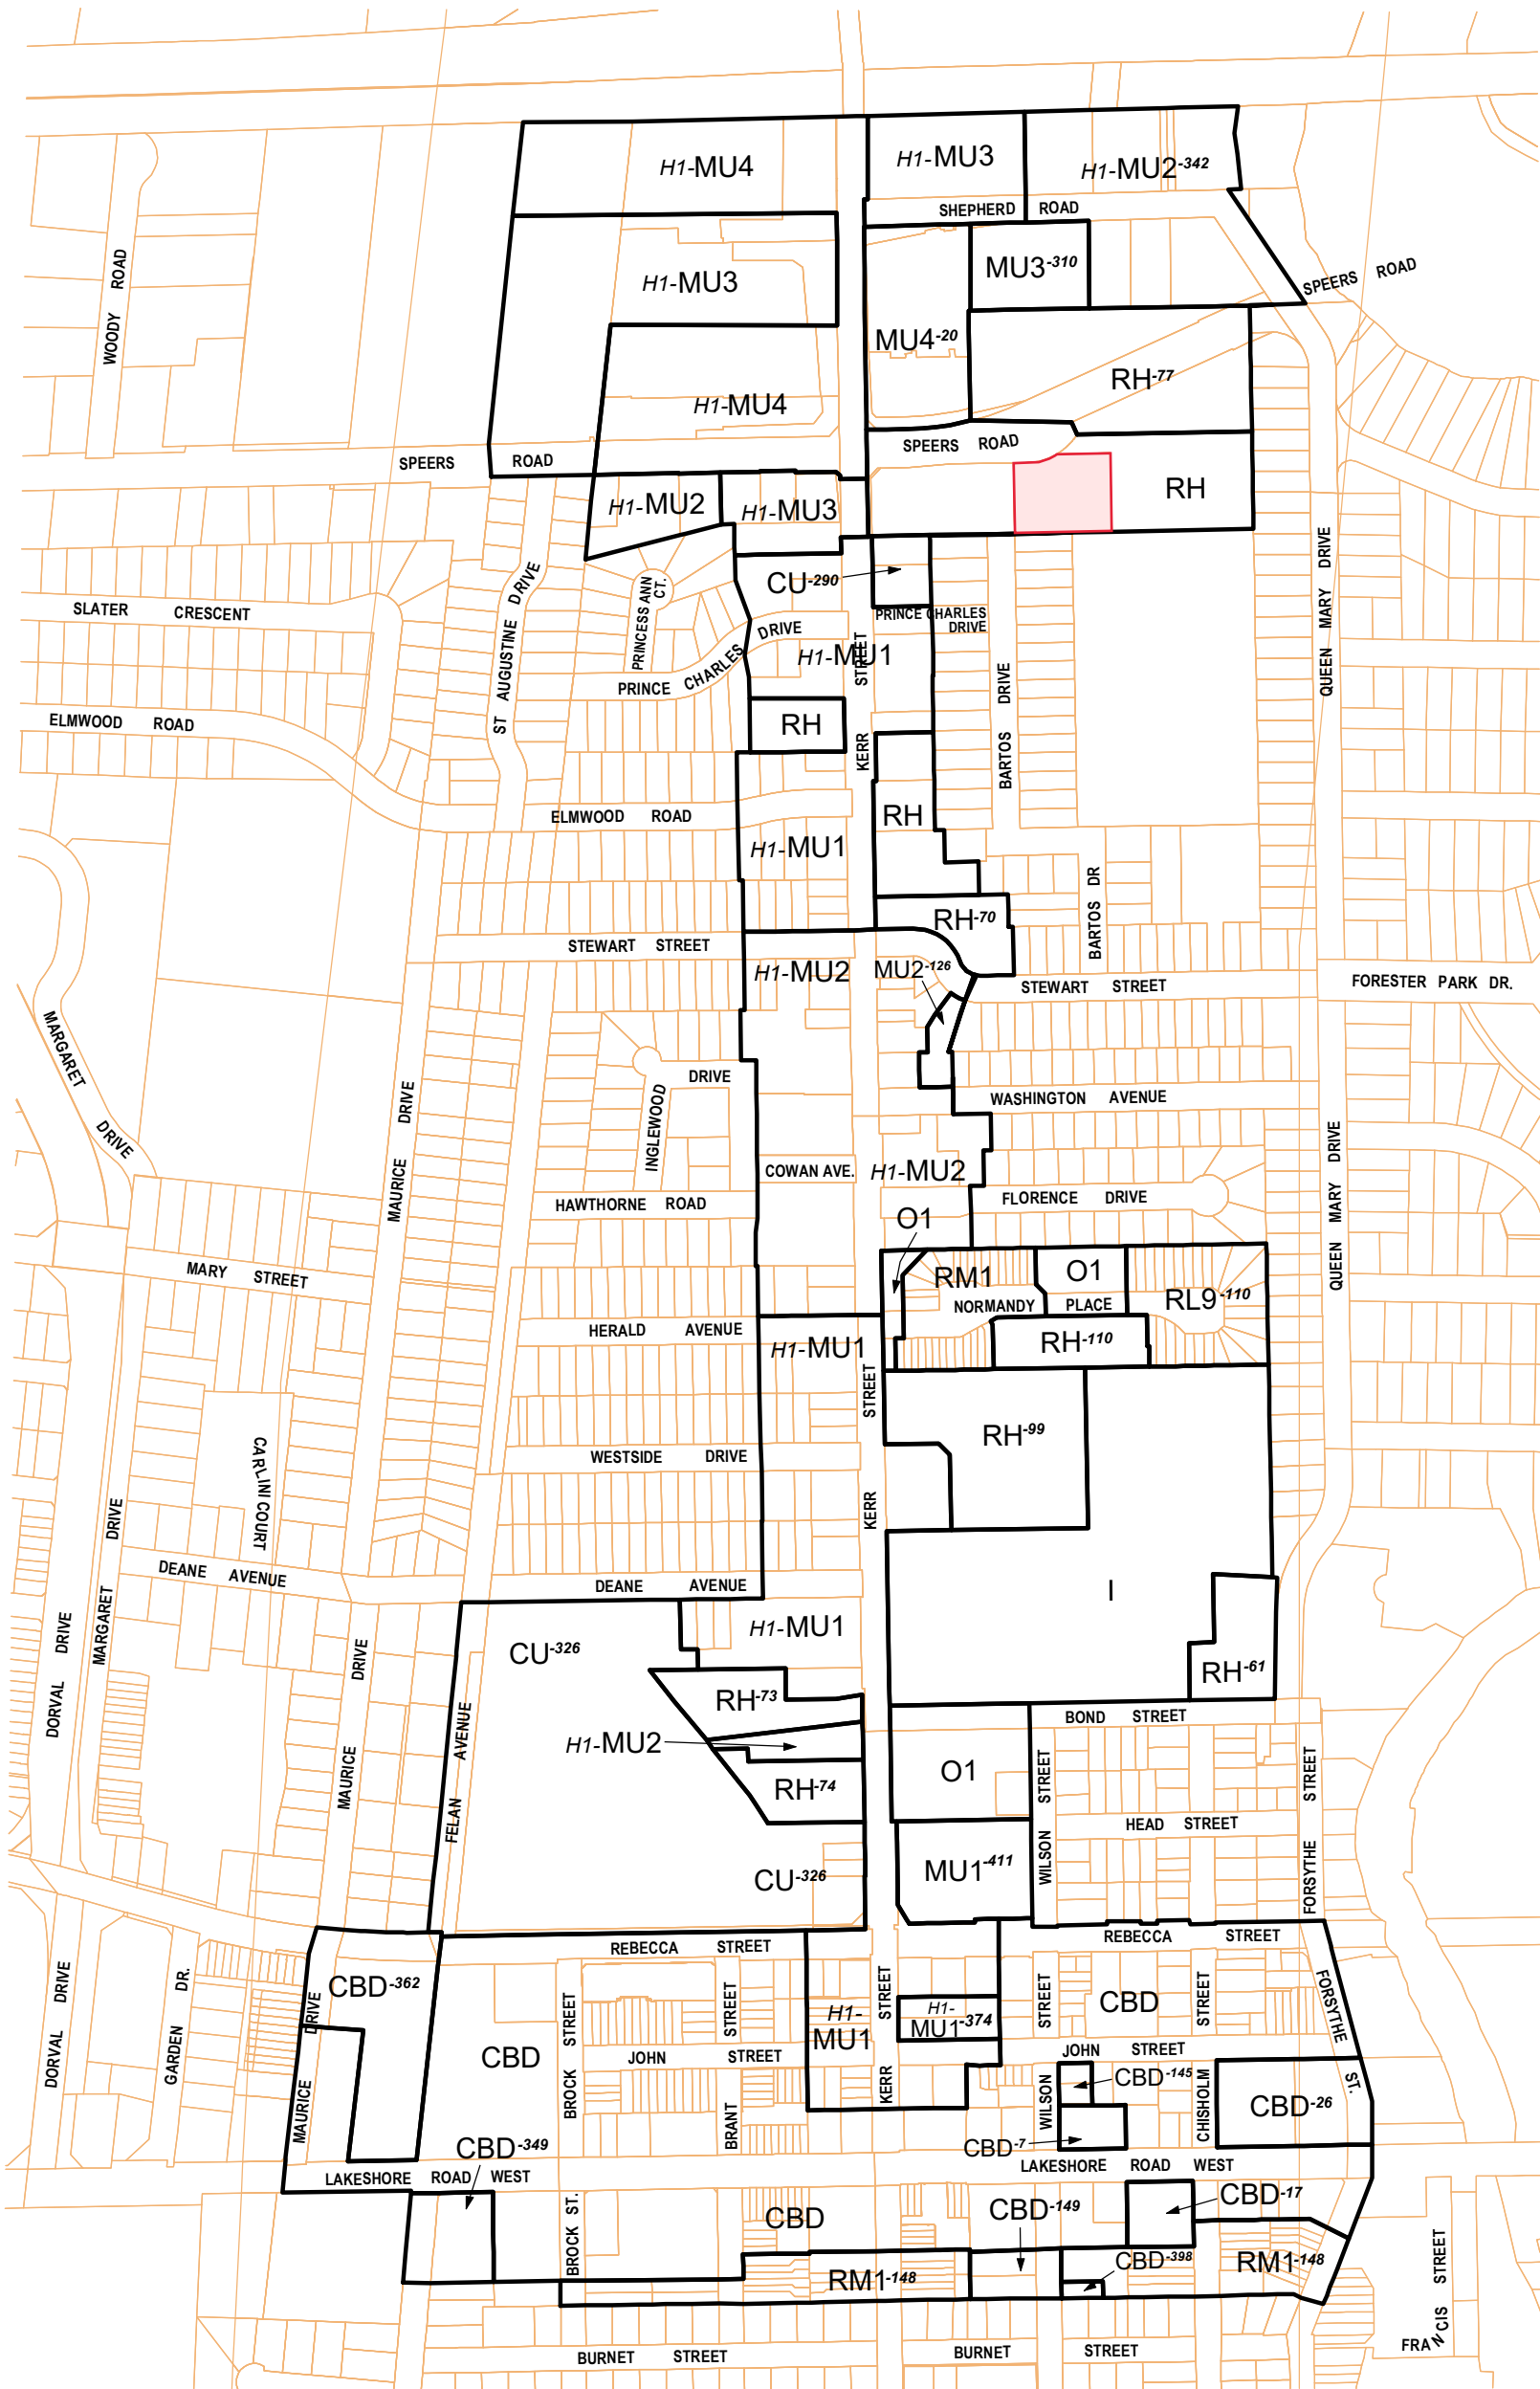 H1-MU4
H1-MU3
H1-MU2-342
SHEPHERD ROAD
WOODY ROAD
H1-MU3
MU3-310
SPEERS ROAD
MU4-20
RH-77
H1-MU4
SPEERS ROAD
SPEERS ROAD
RH
H1-MU2
H1-MU3
QUEEN MARY DRIVE
CU-290
SLATER CRESCENT
ST AUGUSTINE DRIVE
PRINCESS ANN
CT.
PRINCE CHARLES
DRIVE
PRINCE CHARLES DRIVE
H1-MU1
KERR STREET
BARTOS DRIVE
ELMWOOD ROAD
RH
ELMWOOD ROAD
RH
H1-MU1
BARTOS DR
RH-70
STEWART STREET
H1-MU2
MU2-126
STEWART STREET
FORESTER PARK DR.
MARGARET DRIVE
INGLEWOOD DRIVE
WASHINGTON AVENUE
MAURICE DRIVE
COWAN AVE.
H1-MU2
HAWTHORNE ROAD
FLORENCE DRIVE
QUEEN MARY DRIVE
O1
MARY STREET
RM1
O1
RL9-110
NORMANDY PLACE
HERALD AVENUE
H1-MU1
RH-110
KERR STREET
RH-99
CARLINI COURT
WESTSIDE DRIVE
MARGARET DRIVE
DEANE AVENUE
DEANE AVENUE
I
DORVAL DRIVE
MAURICE DRIVE
H1-MU1
CU-326
RH-61
RH-73
FELAN AVENUE
BOND STREET
H1-MU2
O1
WILSON STREET
FORSYTHE STREET
RH-74
HEAD STREET
CU-326
MU1-411
REBECCA STREET
REBECCA STREET
DORVAL DRIVE
GARDEN DR.
MAURICE DRIVE
CBD-362
BROCK STREET
BRANT STREET
H1-
MU1
KERR STREET
H1-
MU1-374
WILSON STREET
CBD
CHISHOLM STREET
FORSYTHE ST.
CBD
JOHN STREET
JOHN STREET
CBD-145
CBD-26
CBD-349
CBD-7
LAKESHORE ROAD WEST
LAKESHORE ROAD WEST
BROCK ST.
CBD
CBD-149
CBD-17
CBD-398
RM1-148
RM1-148
FRANCIS STREET
BURNET STREET
BURNET STREET